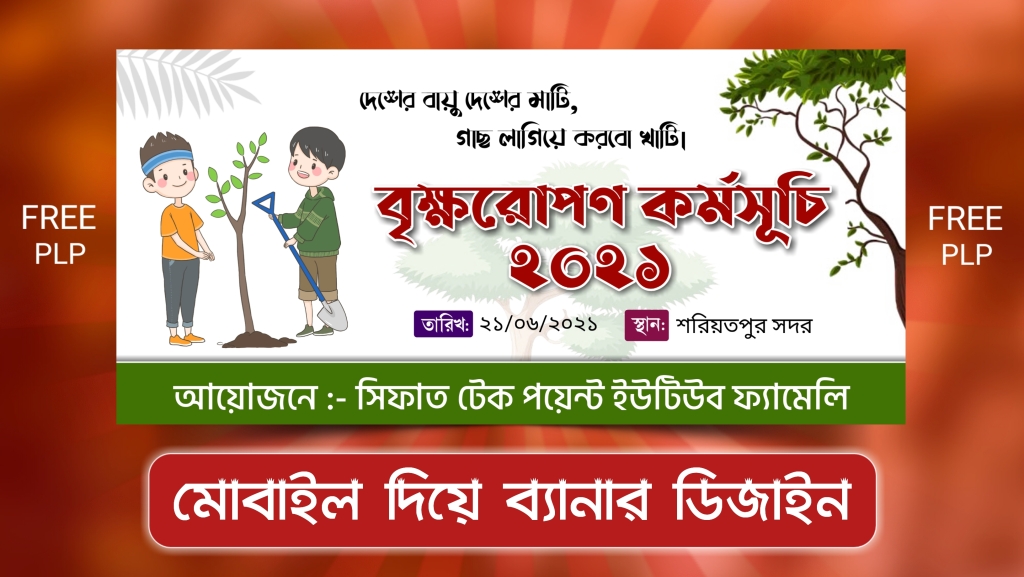 দেশের বায়ু দেশের মাটি,
গাছ লাগিয়ে করবো খাটি।
বৃক্ষরোপণ কর্মসূচি
২০২১
তারিখ: ২১/০৬/২০২১ স্থান: শরিয়তপুর সদর
আয়োজনে :- সিফাত টেক পয়েন্ট ইউটিউব ফ্যামেলি
FREE
PLP
FREE
PLP
মোবাইল দিয়ে ব্যানার ডিজাইন